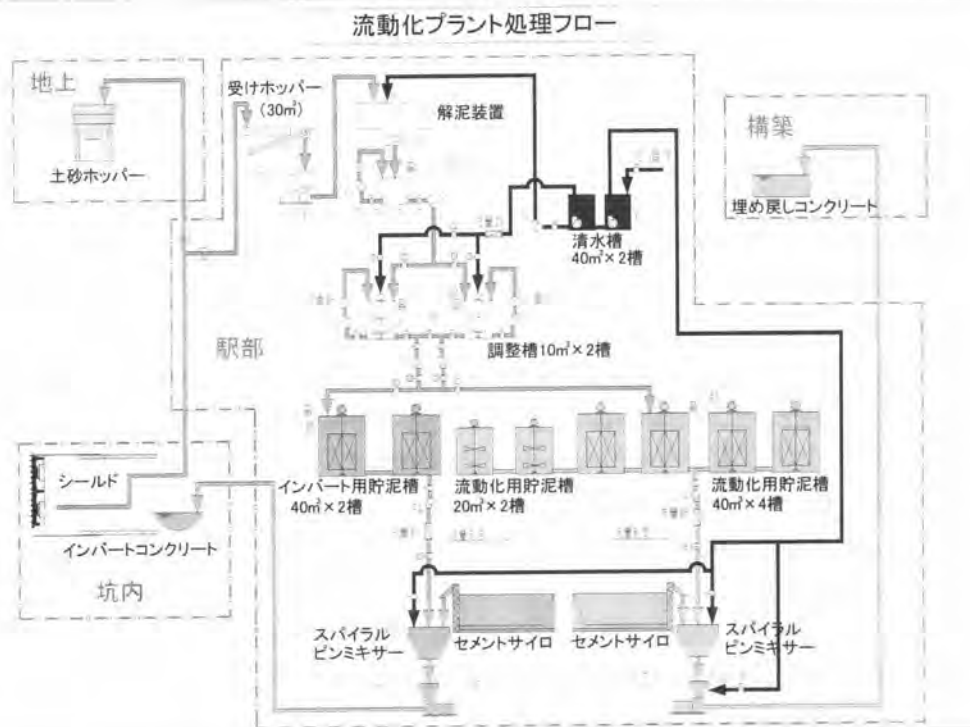 流動化プラント処理フロー
地上
受けホッパー
(30㎥)
解泥装置
土砂ホッパー
構築
埋め戻しコンクリート
清水槽
40㎥×2槽
駅部
調整槽10㎥×2槽
シールド
インバート用貯泥槽
40㎥×2槽
流動化用貯泥槽
20㎥×2槽
流動化用貯泥槽
40㎥×4槽
インバートコンクリート
坑内
スパイラル
ピンミキサー
セメントサイロ
セメントサイロ
スパイラル
ピンミキサー